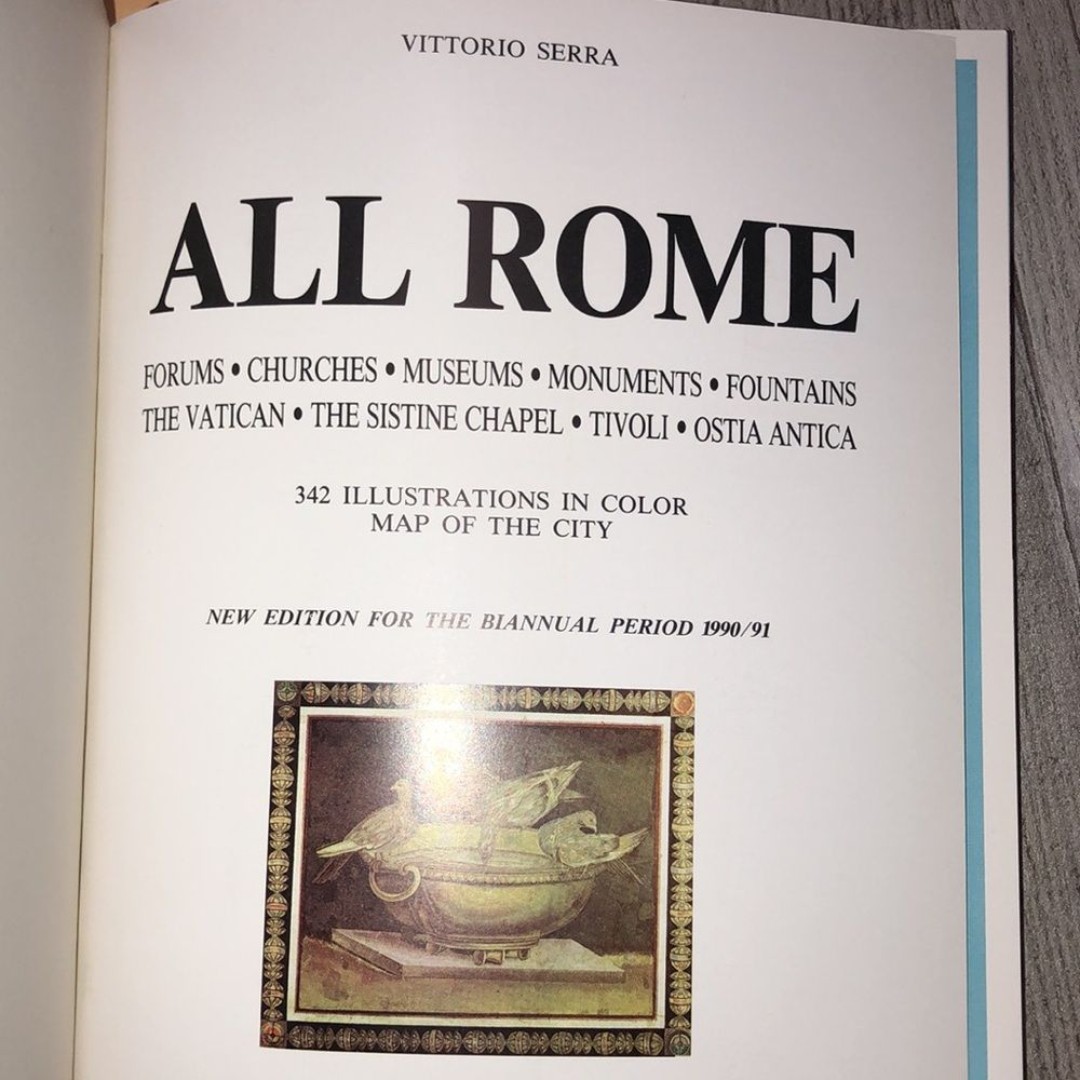 VITTORIO SERRA
ALL ROME
FORUMS • CHURCHES • MUSEUMS • MONUMENTS • FOUNTAINS
THE VATICAN • THE SISTINE CHAPEL • TIVOLI • OSTIA ANTICA
342 ILLUSTRATIONS IN COLOR
MAP OF THE CITY
NEW EDITION FOR THE BIANNUAL PERIOD 1990/91